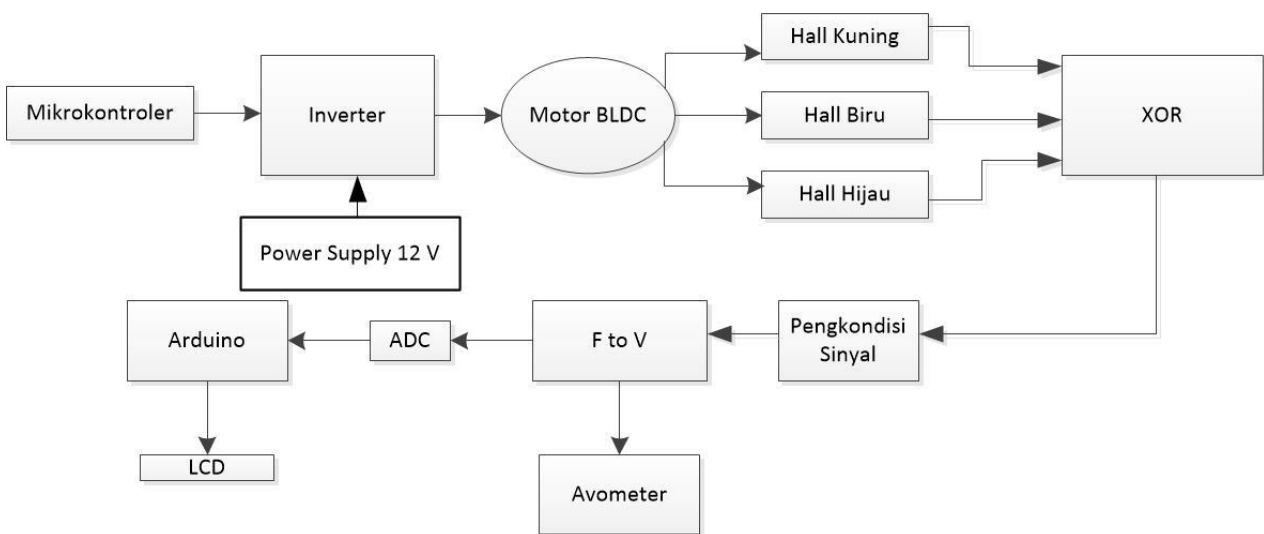 Hall Kuning
Mikrokontroler
Inverter
Motor BLDC
Hall Biru
XOR
Hall Hijau
Power Supply 12 V
Arduino
ADC
F to V
Pengkondisi
Sinyal
LCD
Avometer